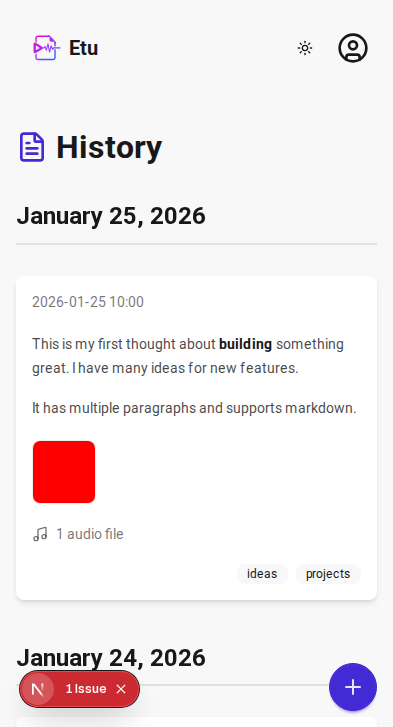 Etu
History
January 25, 2026
2026-01-25 10:00
This is my first thought about building something
great. I have many ideas for new features.
It has multiple paragraphs and supports markdown.
1 audio file
ideas projects
January 24, 2026
N 1 Issue